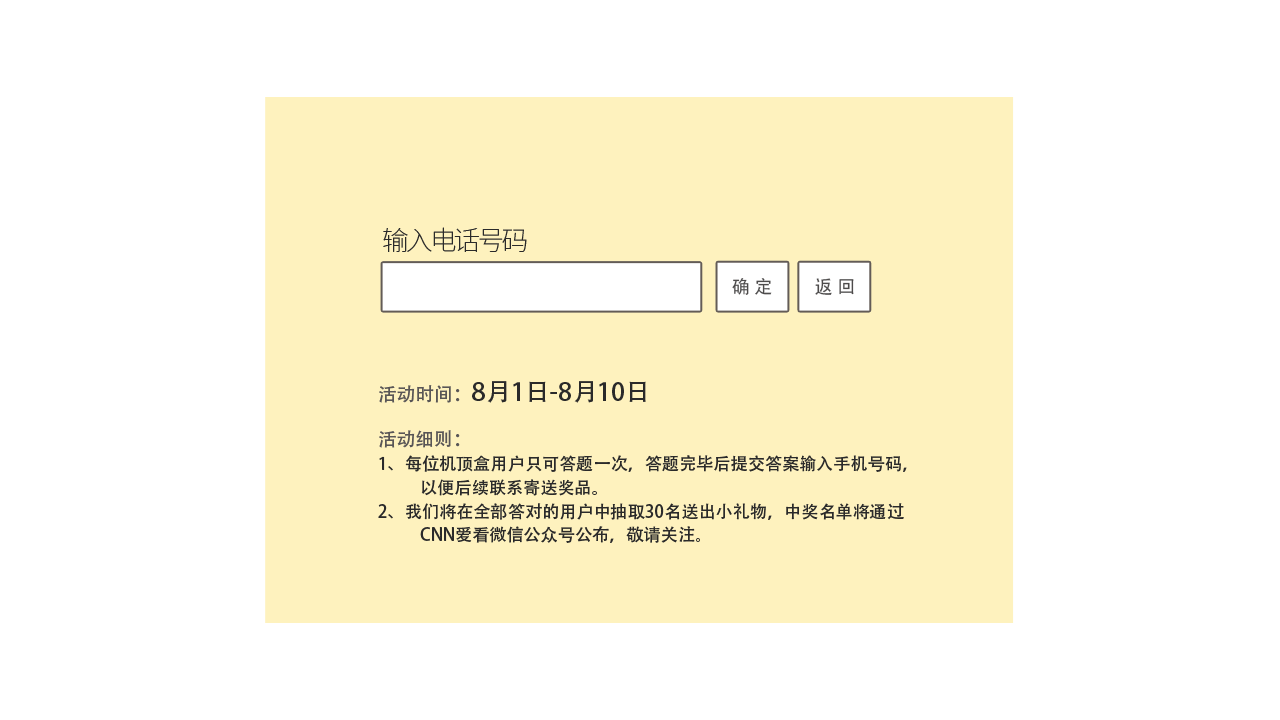 输入电话号码
确 定 返 回
活动时间：8月1日-8月10日
活动细则：
1、每位机顶盒用户只可答题一次，答题完毕后提交答案输入手机号码，
以便后续联系寄送奖品。
2、我们将在全部答对的用户中抽取30名送出小礼物，中奖名单将通过
CNN爱看微信公众号公布，敬请关注。